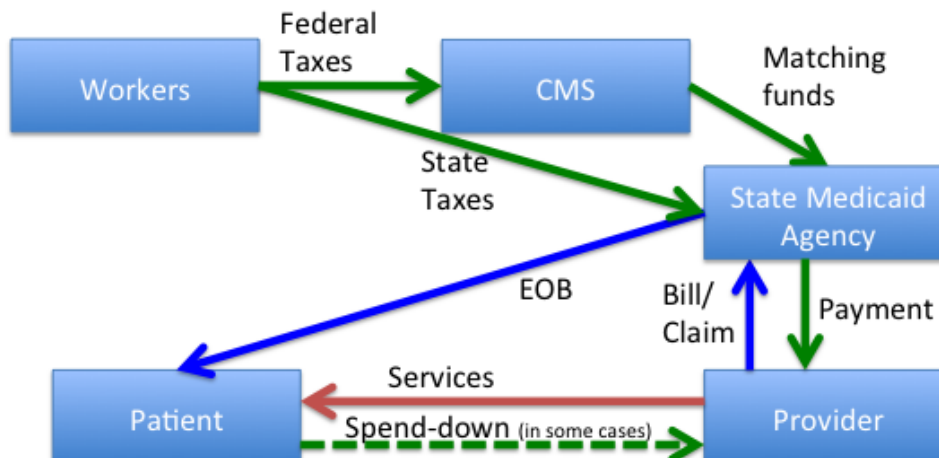 Federal
Taxes
Workers
CMS
Matching
funds
State
Taxes
State Medicaid
Agency
EOB
Bill/
Claim
Payment
Services
Patient
Provider
Spend-down (in some cases)